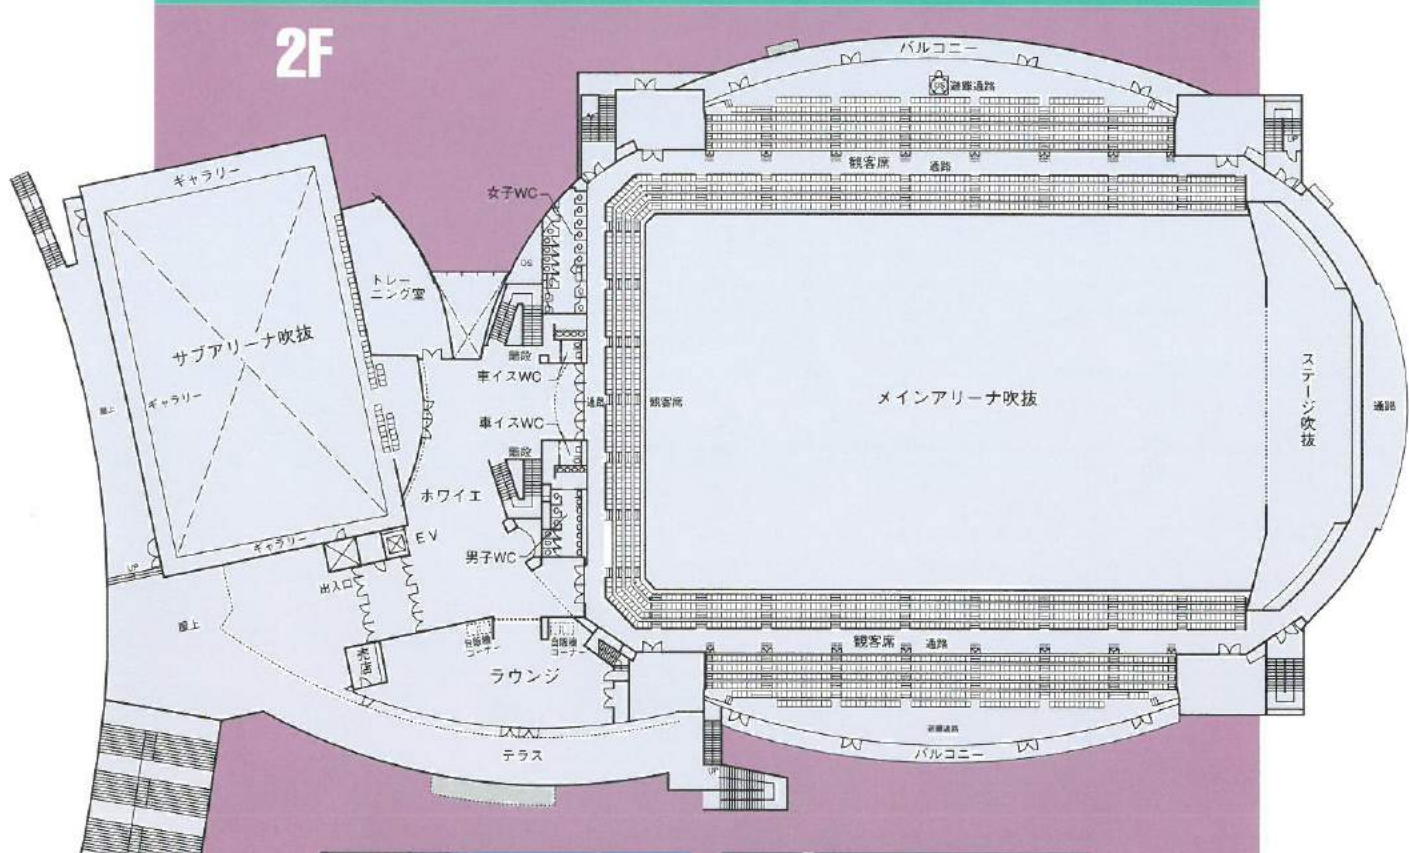 2F
バルコニー
避難通路
観客席
通路
ギャラリー
女子WC
DS
トレー
ニング室
サブアリーナ吹抜
階段
車イスWC
ギャラリー
屋上
通路
観客席
メインアリーナ吹抜
ステージ吹抜
通路
車イスWC
階段
ホワイエ
EV
ギャラリー
男子WC
UP
出入口
屋上
自販機
コーナー
自販機
コーナー
売店
ラウンジ
観客席
通路
避難通路
バルコニー
テラス
UP